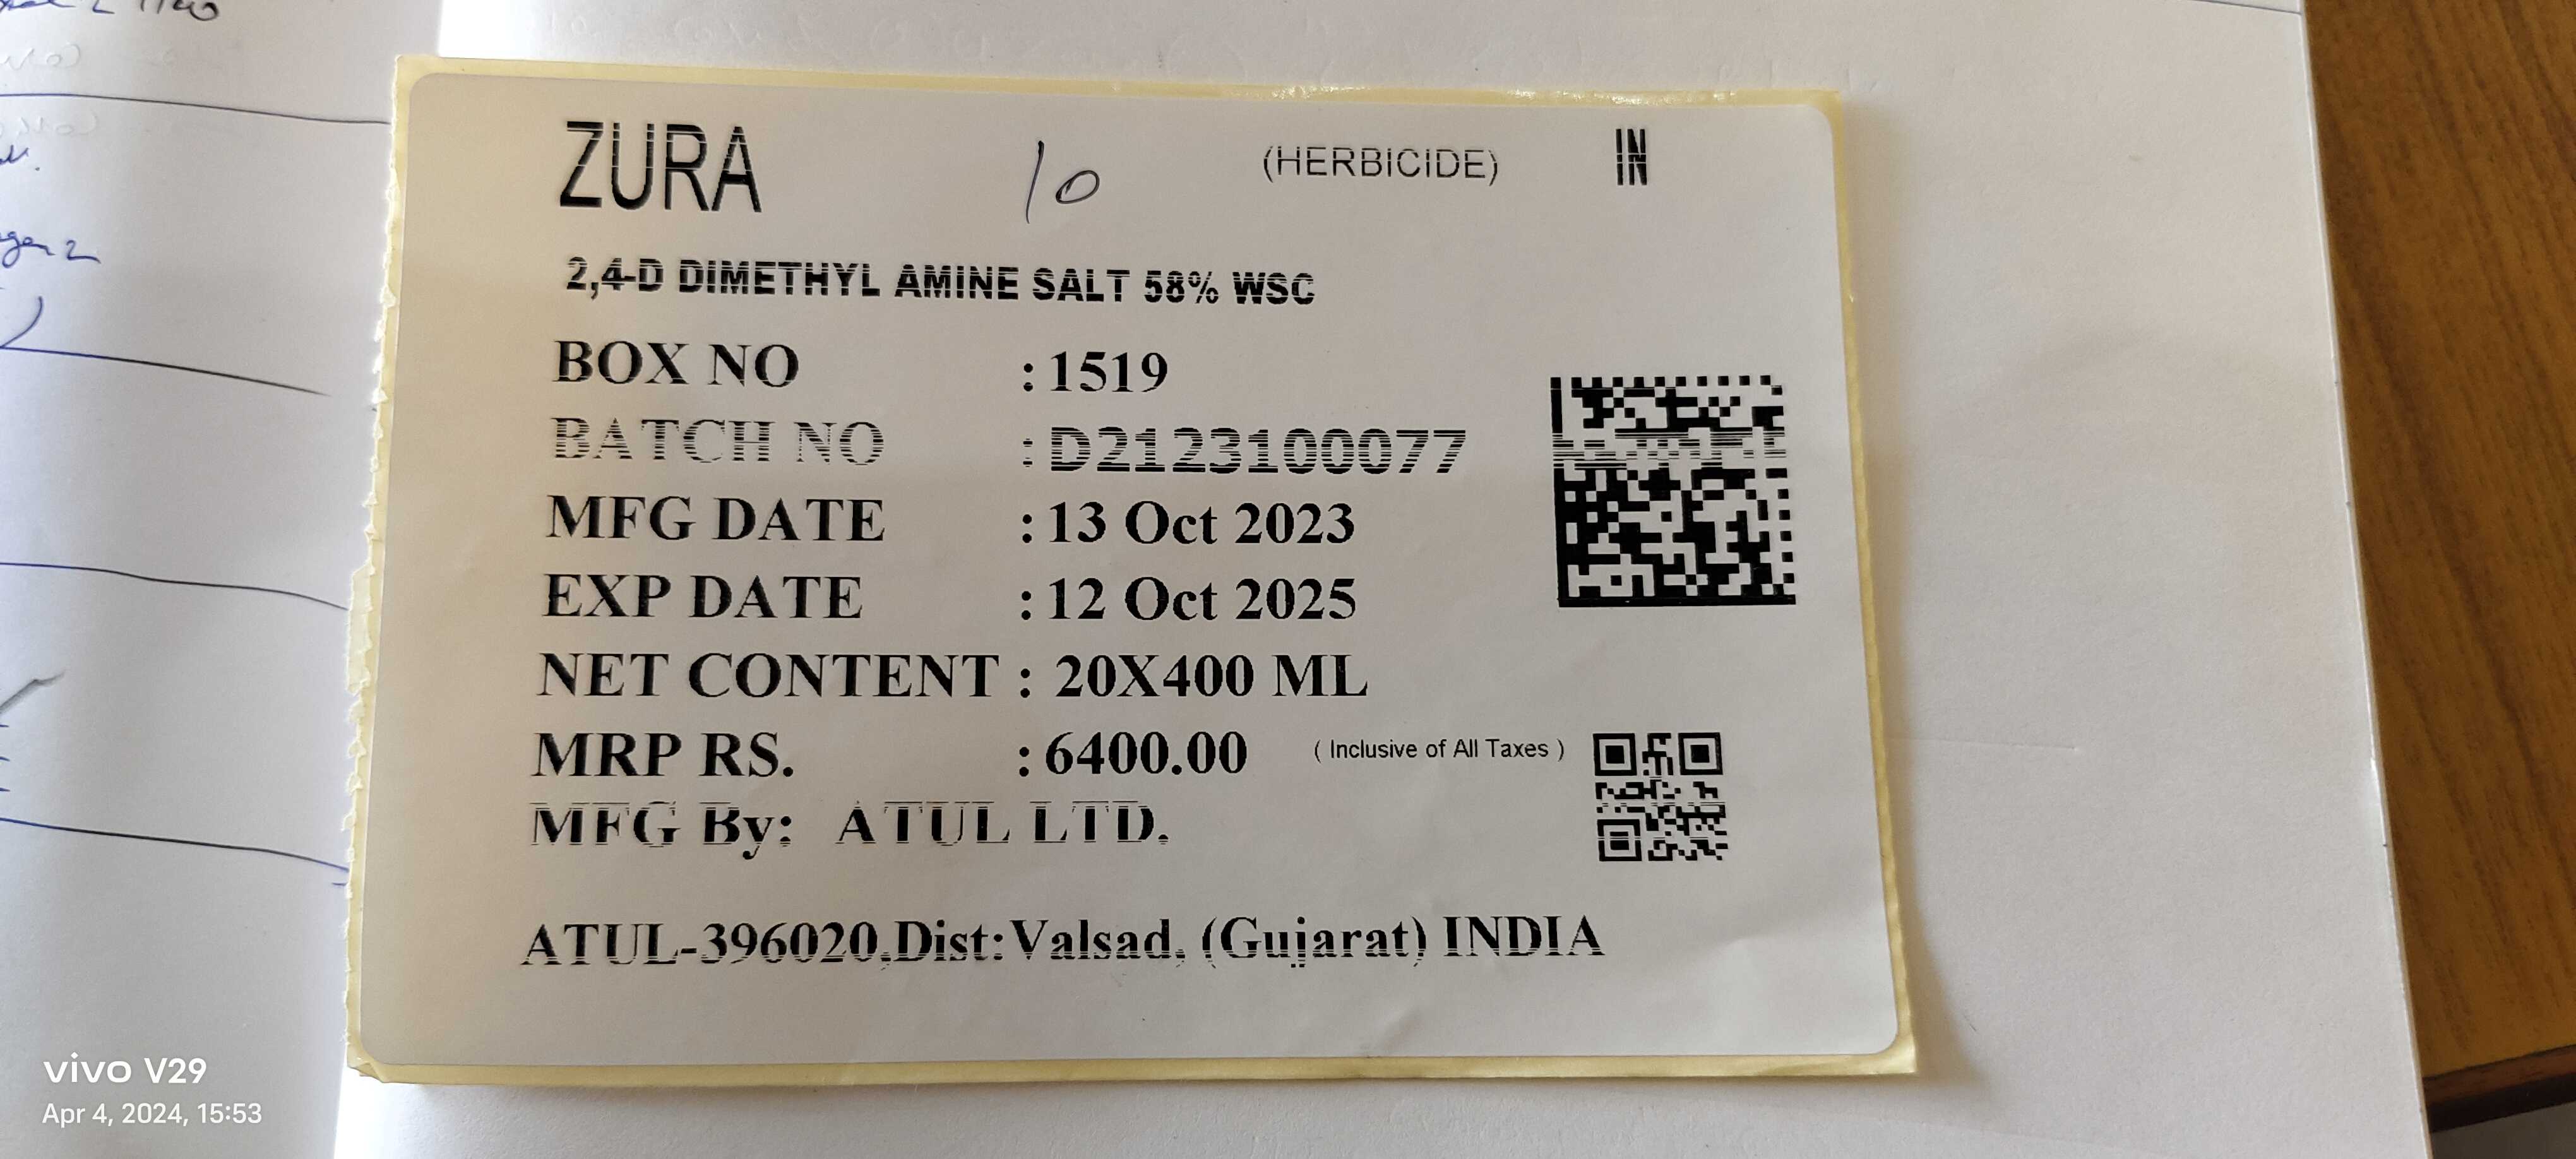 ZURA 10 (HERBICIDE) IN
2,4-D DIMETHYL AMINE SALT 58% WSC
BOX NO : 1519
BATCH NO : D2123100077
MFG DATE : 13 Oct 2023
EXP DATE : 12 Oct 2025
NET CONTENT : 20X400 ML
MRP RS. : 6400.00 ( Inclusive of All Taxes )
MFG By: ATUL LTD.
ATUL-396020,Dist:Valsad, (Gujarat) INDIA
vivo V29
Apr 4, 2024, 15:53